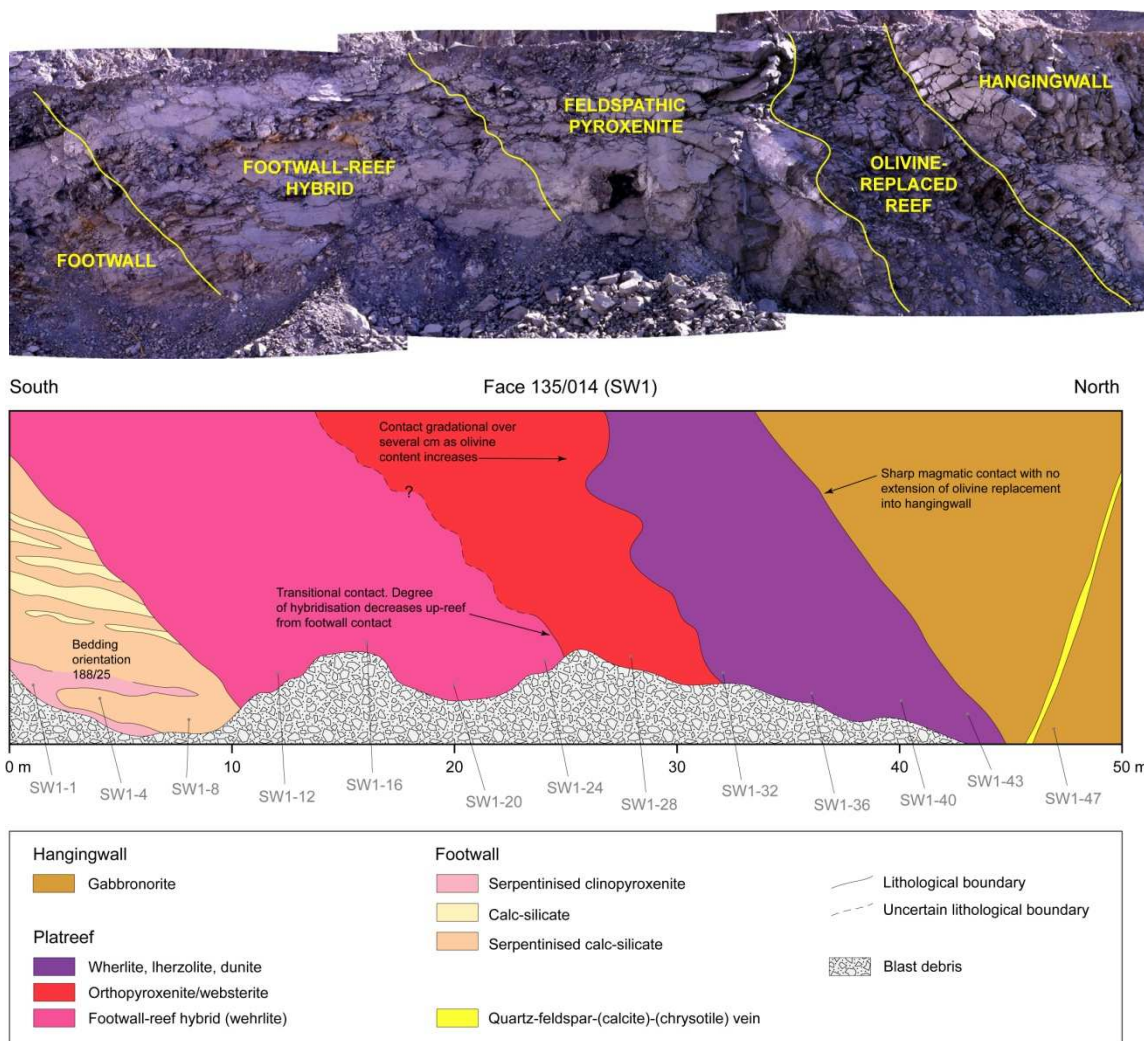 HANGINGWALL
FELDSPATHIC
PYROXENITE
FOOTWALL-REEF
HYBRID
OLIVINE-
REPLACED
REEF
FOOTWALL
South
Face 135/014 (SW1)
North
Contact gradational over
several cm as olivine
content increases
Sharp magmatic contact with no
extension of olivine replacement
into hangingwall
?
Transitional contact. Degree
of hybridisation decreases up-reef
from footwall contact
Bedding
orientation
188/25
0 m 10 20 30 40 50 m
SW1-1 SW1-4 SW1-8 SW1-12 SW1-16 SW1-20 SW1-24 SW1-28 SW1-32 SW1-36 SW1-40 SW1-43 SW1-47
Hangingwall
Gabbronorite
Platreef
Wherlite, lherzolite, dunite
Orthopyroxenite/websterite
Footwall-reef hybrid (wehrlite)
Footwall
Serpentinised clinopyroxenite
Calc-silicate
Serpentinised calc-silicate
Quartz-feldspar-(calcite)-(chrysotile) vein
Lithological boundary
Uncertain lithological boundary
Blast debris